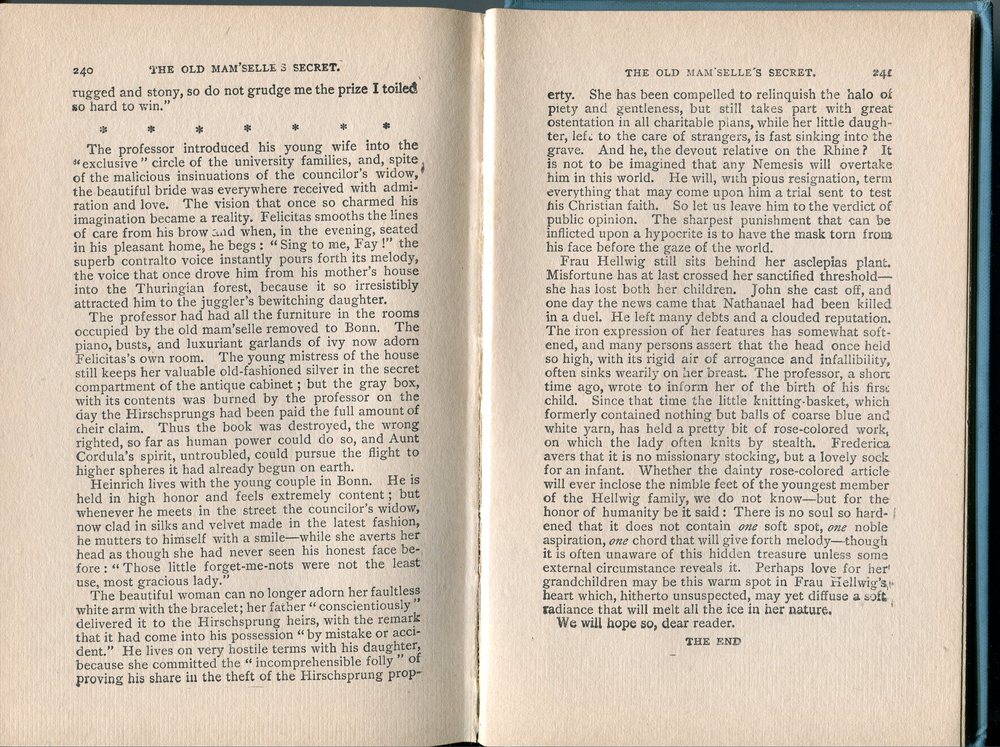 240 THE OLD MAM'SELLE'S SECRET.
rugged and stony, so do not grudge me the prize I toiled
so hard to win."
* * * * * * *
The professor introduced his young wife into the
"exclusive" circle of the university families, and, spite
of the malicious insinuations of the councilor's widow,
the beautiful bride was everywhere received with admi-
ration and love. The vision that once so charmed his
imagination became a reality. Felicitas smooths the lines
of care from his brow and when, in the evening, seated
in his pleasant home, he begs: "Sing to me, Fay!" the
superb contralto voice instantly pours forth its melody,
the voice that once drove him from his mother's house
into the Thuringian forest, because it so irresistibly
attracted him to the juggler's bewitching daughter.
The professor had had all the furniture in the rooms
occupied by the old mam'selle removed to Bonn. The
piano, busts, and luxuriant garlands of ivy now adorn
Felicitas's own room. The young mistress of the house
still keeps her valuable old-fashioned silver in the secret
compartment of the antique cabinet; but the gray box,
with its contents was burned by the professor on the
day the Hirschsprungs had been paid the full amount of
their claim. Thus the book was destroyed, the wrong
righted, so far as human power could do so, and Aunt
Cordula's spirit, untroubled, could pursue the flight to
higher spheres it had already begun on earth.
Heinrich lives with the young couple in Bonn. He is
held in high honor and feels extremely content; but
whenever he meets in the street the councilor's widow,
now clad in silks and velvet made in the latest fashion,
he mutters to himself with a smile—while she averts her
head as though she had never seen his honest face be-
fore: "Those little forget-me-nots were not the least
use, most gracious lady."
The beautiful woman can no longer adorn her faultless
white arm with the bracelet; her father "conscientiously"
delivered it to the Hirschsprung heirs, with the remark
that it had come into his possession "by mistake or acci-
dent." He lives on very hostile terms with his daughter,
because she committed the "incomprehensible folly" of
proving his share in the theft of the Hirschsprung prop-
THE OLD MAM'SELLE'S SECRET. 241
erty. She has been compelled to relinquish the halo of
piety and gentleness, but still takes part with great
ostentation in all charitable plans, while her little daugh-
ter, left to the care of strangers, is fast sinking into the
grave. And he, the devout relative on the Rhine? It
is not to be imagined that any Nemesis will overtake
him in this world. He will, with pious resignation, term
everything that may come upon him a trial sent to test
his Christian faith. So let us leave him to the verdict of
public opinion. The sharpest punishment that can be
inflicted upon a hypocrite is to have the mask torn from
his face before the gaze of the world.
Frau Hellwig still sits behind her asclepias plant.
Misfortune has at last crossed her sanctified threshold—
she has lost both her children. John she cast off, and
one day the news came that Nathanael had been killed
in a duel. He left many debts and a clouded reputation.
The iron expression of her features has somewhat soft-
ened, and many persons assert that the head once held
so high, with its rigid air of arrogance and infallibility,
often sinks wearily on her breast. The professor, a short
time ago, wrote to inform her of the birth of his first
child. Since that time the little knitting-basket, which
formerly contained nothing but balls of coarse blue and
white yarn, has held a pretty bit of rose-colored work,
on which the lady often knits by stealth. Frederica
avers that it is no missionary stocking, but a lovely sock
for an infant. Whether the dainty rose-colored article
will ever inclose the nimble feet of the youngest member
of the Hellwig family, we do not know—but for the
honor of humanity be it said: There is no soul so hard-
ened that it does not contain one soft spot, one noble
aspiration, one chord that will give forth melody—though
it is often unaware of this hidden treasure unless some
external circumstance reveals it. Perhaps love for her
grandchildren may be this warm spot in Frau Hellwig's
heart which, hitherto unsuspected, may yet diffuse a soft
radiance that will melt all the ice in her nature.
We will hope so, dear reader.
THE END